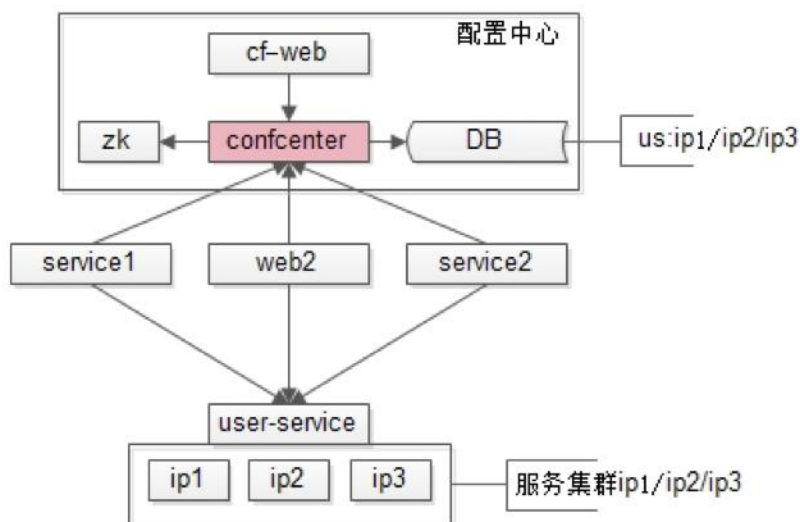 配置中心
cf-web
zk
confcenter
DB
us:ip1/ip2/ip3
service1
web2
service2
user-service
ip1
ip2
ip3
服务集群ip1/ip2/ip3